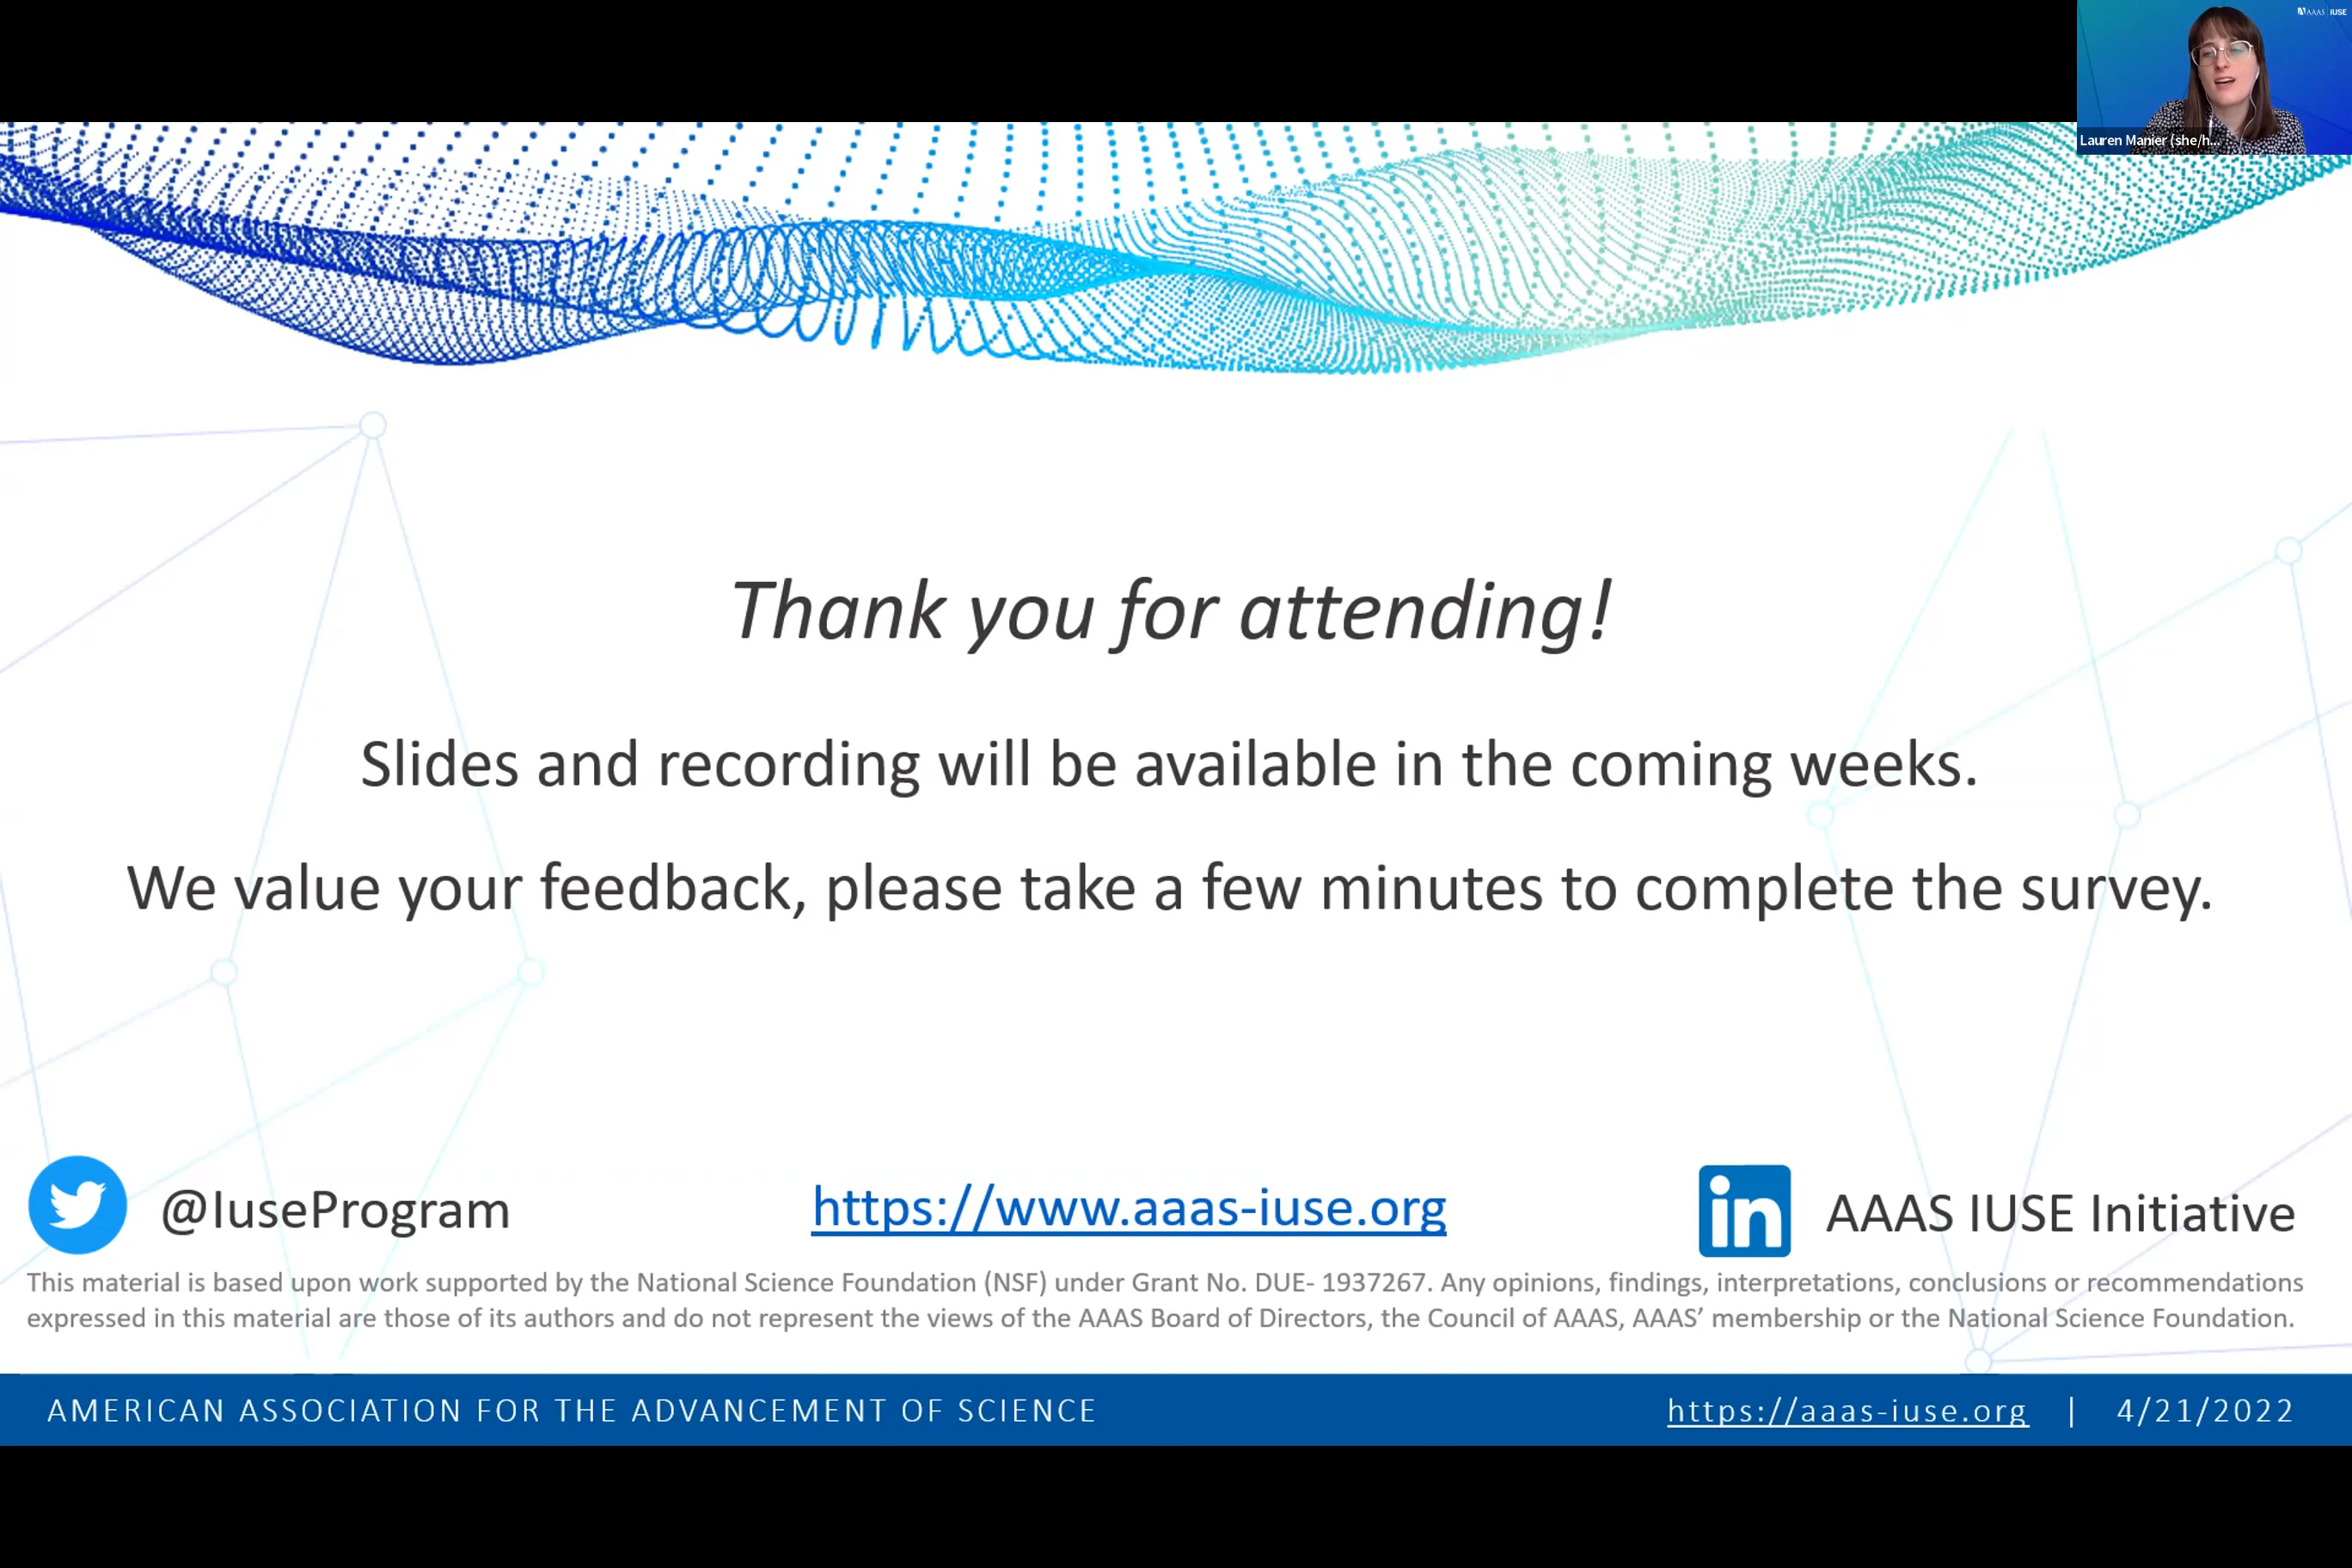 AAAS | IUSE
Lauren Manier (she/h...
Thank you for attending!
Slides and recording will be available in the coming weeks.
We value your feedback, please take a few minutes to complete the survey.
@IuseProgram
https://www.aaas-iuse.org
in AAAS IUSE Initiative
This material is based upon work supported by the National Science Foundation (NSF) under Grant No. DUE- 1937267. Any opinions, findings, interpretations, conclusions or recommendations
expressed in this material are those of its authors and do not represent the views of the AAAS Board of Directors, the Council of AAAS, AAAS’ membership or the National Science Foundation.
AMERICAN ASSOCIATION FOR THE ADVANCEMENT OF SCIENCE
https://aaas-iuse.org | 4/21/2022